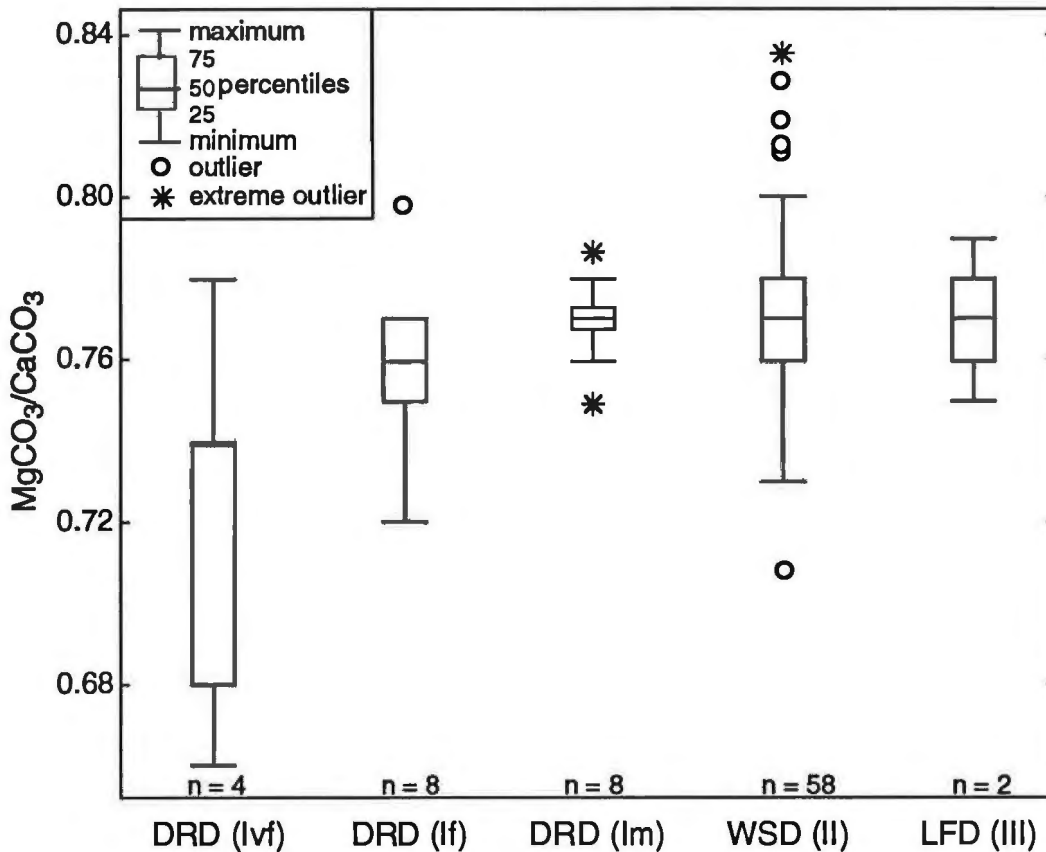 0.84
0.80
0.76
0.72
0.68
MgCO₃/CaCO₃
maximum
75
50 percentiles
25
minimum
outlier
extreme outlier
n = 4 n = 8 n = 8 n = 58 n = 2
DRD (Ivf) DRD (If) DRD (Im) WSD (II) LFD (III)